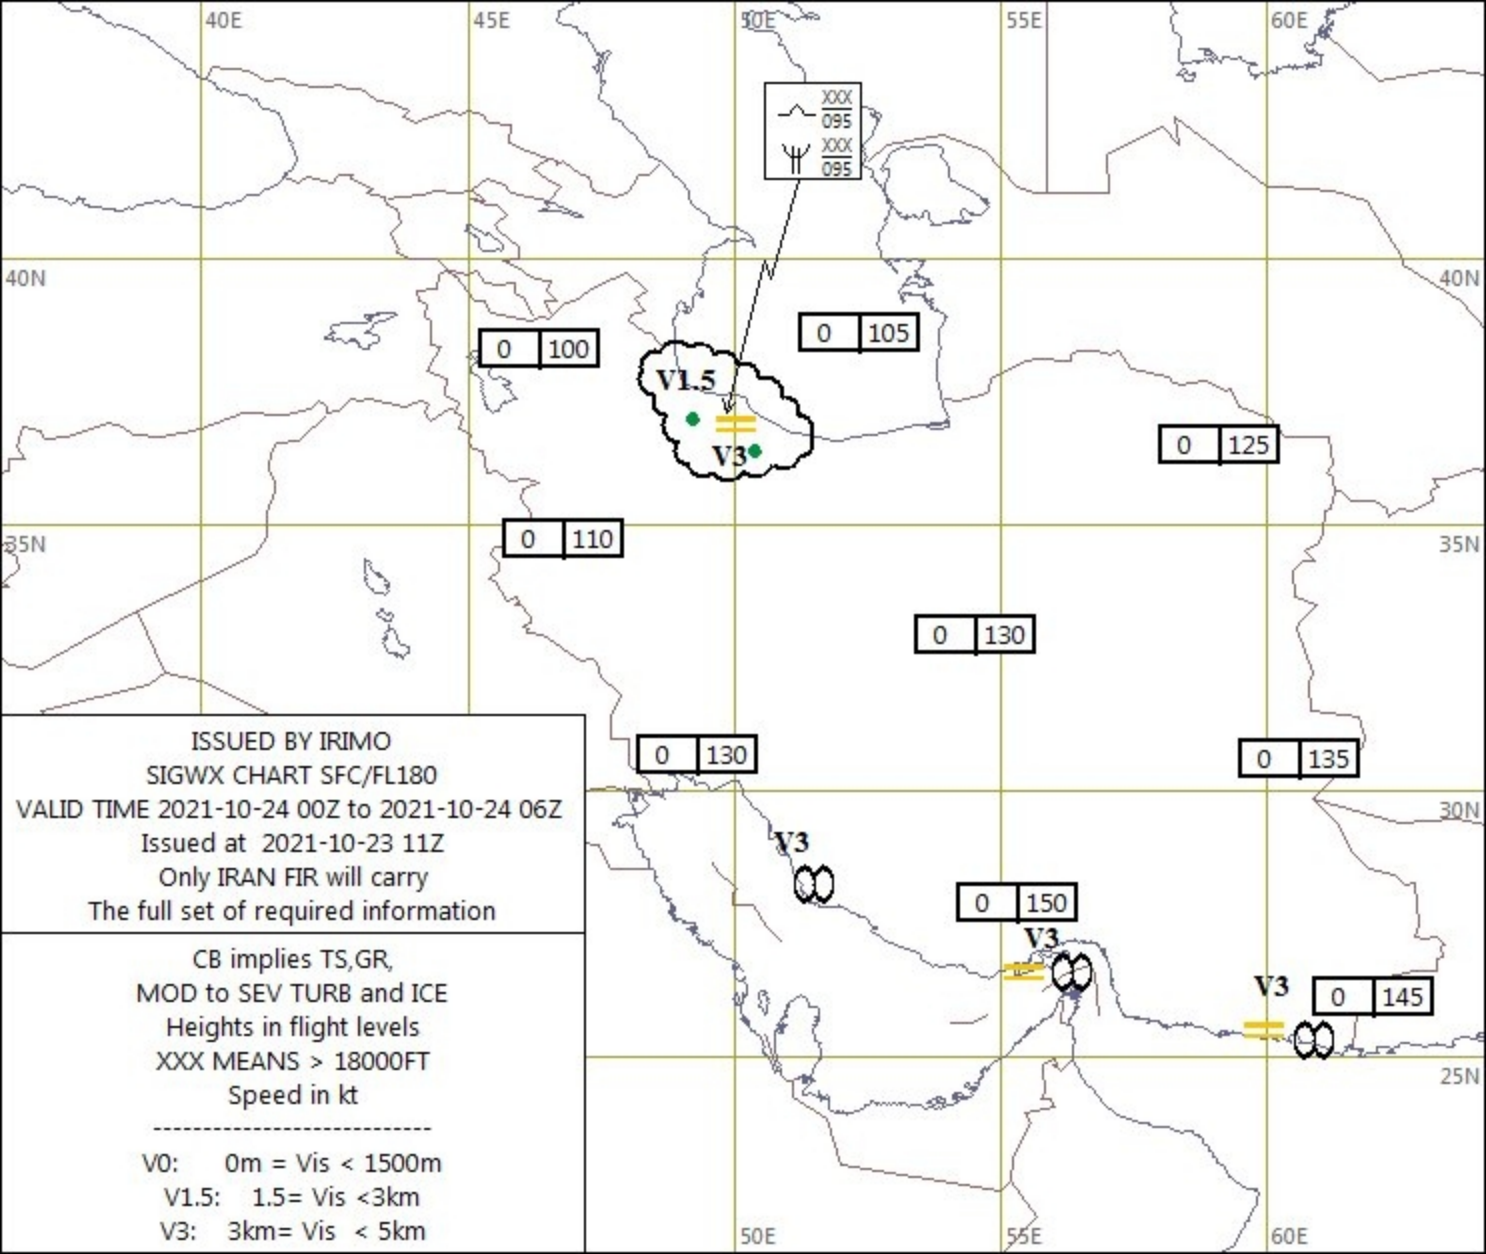 40E
45E
50E
55E
60E
XXX
095
XXX
095
40N
40N
0 100
0 105
V1.5
V3
0 125
35N
0 110
35N
0 130
0 130
0 135
30N
V3
0 150
V3
V3
0 145
25N
ISSUED BY IRIMO
SIGWX CHART SFC/FL180
VALID TIME 2021-10-24 00Z to 2021-10-24 06Z
Issued at 2021-10-23 11Z
Only IRAN FIR will carry
The full set of required information
CB implies TS,GR,
MOD to SEV TURB and ICE
Heights in flight levels
XXX MEANS > 18000FT
Speed in kt
----------------------------
V0: 0m = Vis < 1500m
V1.5: 1.5= Vis <3km
V3: 3km= Vis < 5km
50E
55E
60E